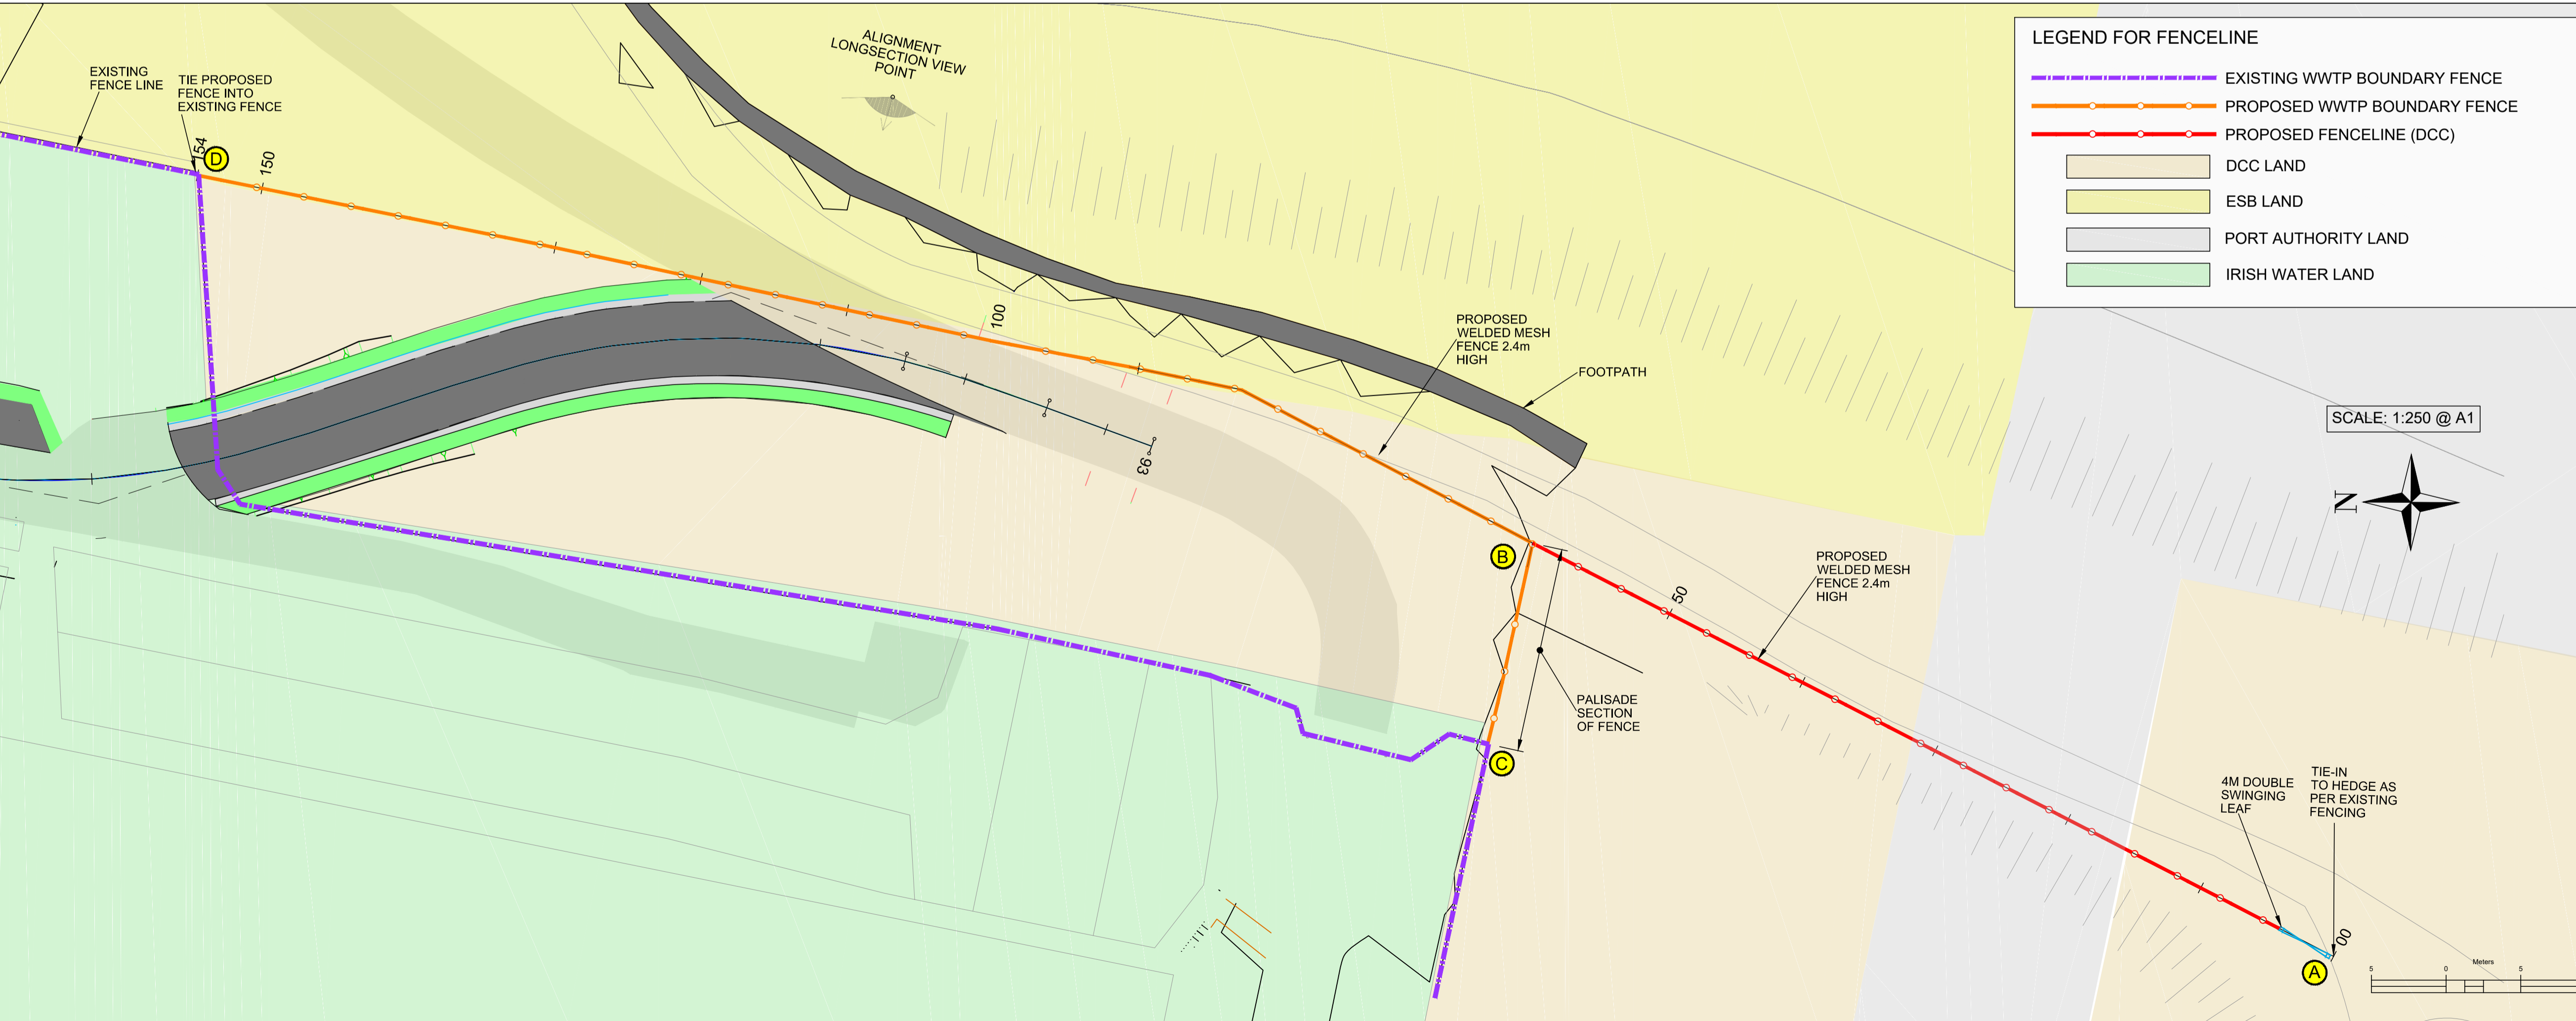 EXISTING
FENCE LINE
TIE PROPOSED
FENCE INTO
EXISTING FENCE
154
D
150
ALIGNMENT
LONGSECTION VIEW
POINT
LEGEND FOR FENCELINE
EXISTING WWTP BOUNDARY FENCE
PROPOSED WWTP BOUNDARY FENCE
PROPOSED FENCELINE (DCC)
DCC LAND
ESB LAND
PORT AUTHORITY LAND
IRISH WATER LAND
100
PROPOSED
WELDED MESH
FENCE 2.4m
HIGH
FOOTPATH
SCALE: 1:250 @ A1
N
93
B
50
PROPOSED
WELDED MESH
FENCE 2.4m
HIGH
PALISADE
SECTION
OF FENCE
C
4M DOUBLE
SWINGING
LEAF
TIE-IN
TO HEDGE AS
PER EXISTING
FENCING
00
A
Meters
5 0 5